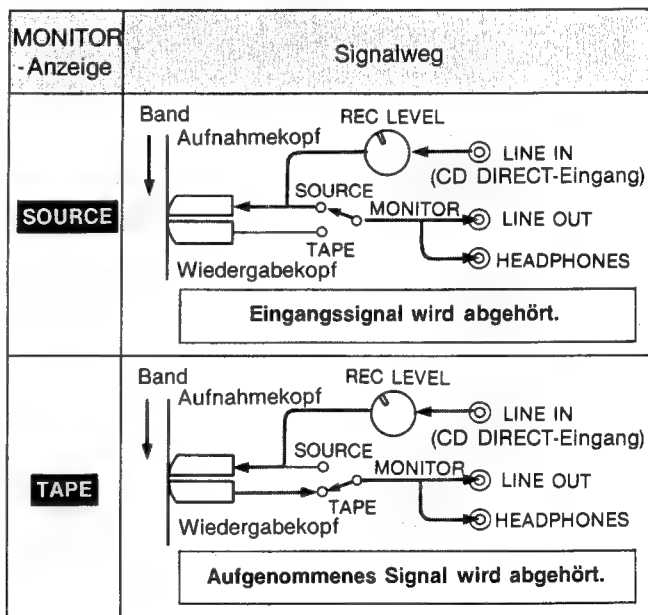 MONITOR
-Anzeige
Signalweg
SOURCE
Band
Aufnahmekopf
REC LEVEL
LINE IN
(CD DIRECT-Eingang)
SOURCE
MONITOR
LINE OUT
TAPE
HEADPHONES
Wiedergabekopf
Eingangssignal wird abgehört.
TAPE
Band
Aufnahmekopf
REC LEVEL
LINE IN
(CD DIRECT-Eingang)
SOURCE
MONITOR
LINE OUT
TAPE
HEADPHONES
Wiedergabekopf
Aufgenommenes Signal wird abgehört.